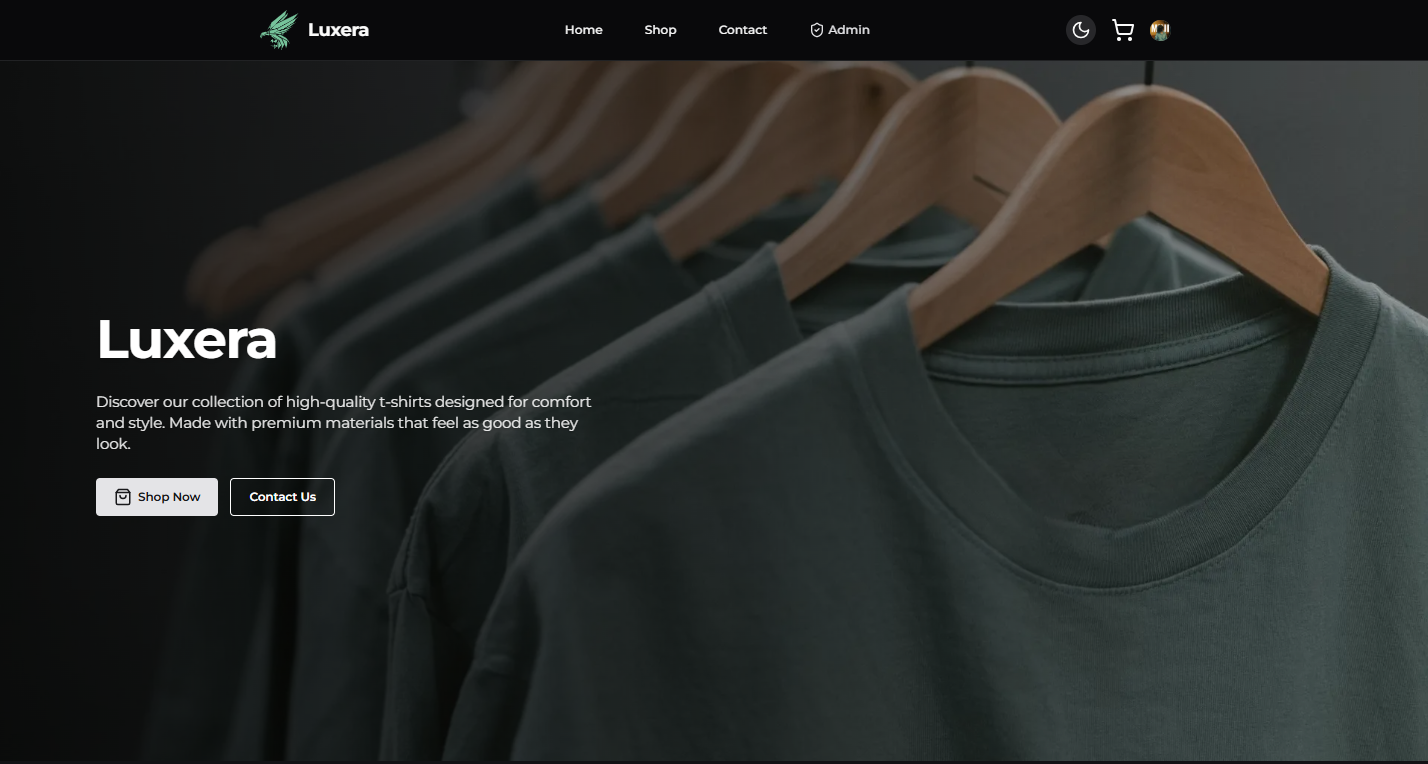 Luxera
Home
Shop
Contact
Admin
Luxera
Discover our collection of high-quality t-shirts designed for comfort
and style. Made with premium materials that feel as good as they
look.
Shop Now
Contact Us